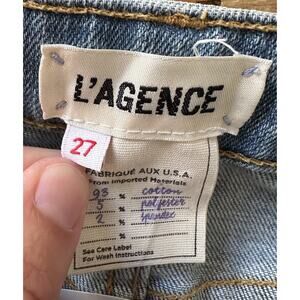 L'AGENCE
27
FABRIQUÉ AUX U.S.A.
From Imported Materials
93 % cotton
5 % polyester
2 % spandex
%
%
See Care Label
For Wash Instructions